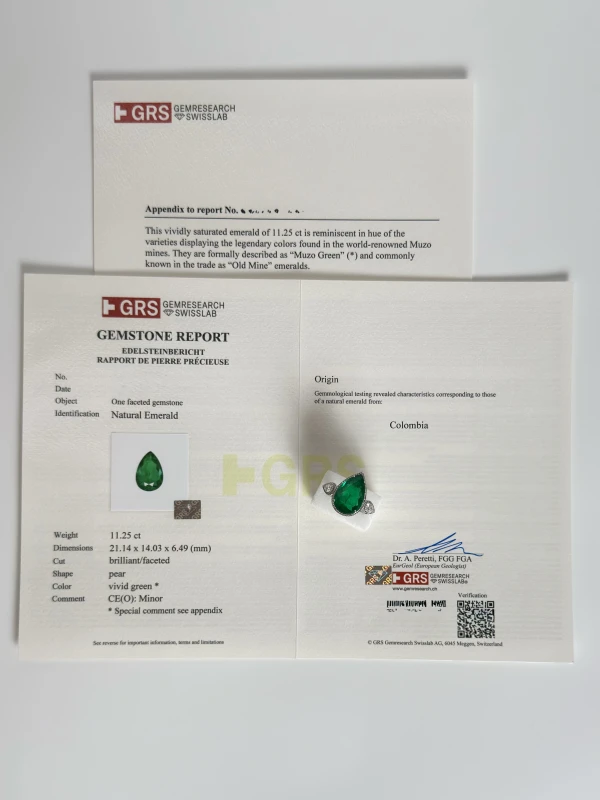 GRS GEMRESEARCH
SWISSLAB
Appendix to report No.
This vividly saturated emerald of 11.25 ct is reminiscent in hue of the
varieties displaying the legendary colors found in the world-renowned Muzo
mines. They are formally described as “Muzo Green” (*) and commonly
known in the trade as “Old Mine” emeralds.
GRS GEMRESEARCH
SWISSLAB
GEMSTONE REPORT
EDELSTEINBERICHT
RAPPORT DE PIERRE PRÉCIEUSE
No.
Date
Object One faceted gemstone
Identification Natural Emerald
Weight 11.25 ct
Dimensions 21.14 x 14.03 x 6.49 (mm)
Cut brilliant/faceted
Shape pear
Color vivid green *
Comment CE(O): Minor
* Special comment see appendix
See reverse for important information, terms and limitations
GRS
Origin
Gemmological testing revealed characteristics corresponding to those
of a natural emerald from:
Colombia
Dr. A. Peretti, FGG FGA
EurGeol (European Geologist)
GRS GEMRESEARCH
SWISSLAB
www.gemresearch.ch
Verification
© GRS Gemresearch Swisslab AG, 6045 Meggen, Switzerland